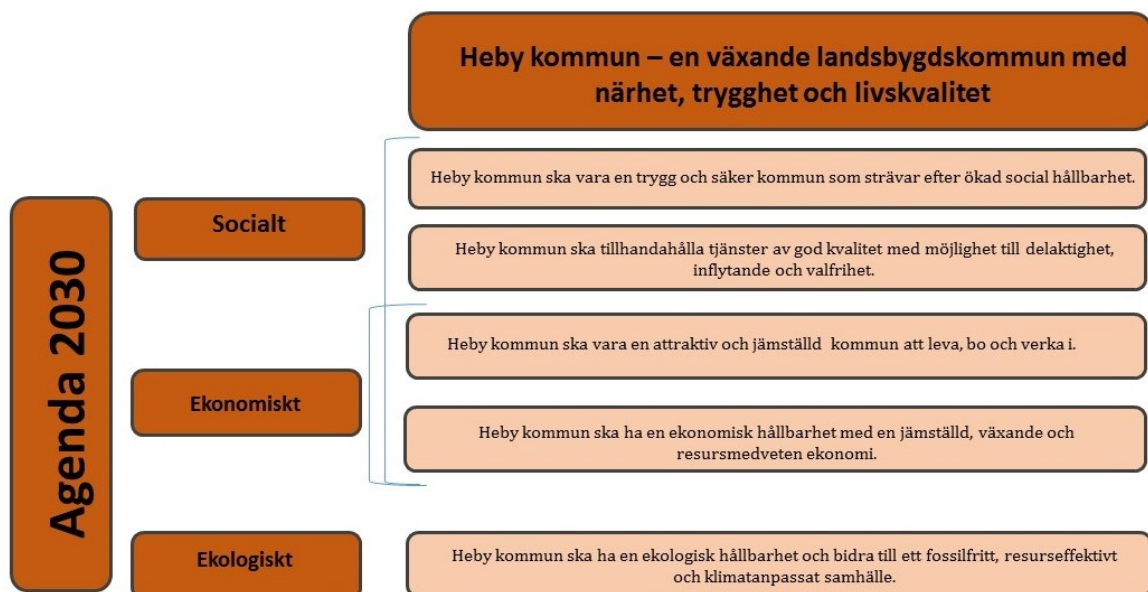 Heby kommun – en växande landsbygdskommun med
närhet, trygghet och livskvalitet
Agenda 2030
Socialt
Heby kommun ska vara en trygg och säker kommun som strävar efter ökad social hållbarhet.
Heby kommun ska tillhandahålla tjänster av god kvalitet med möjlighet till delaktighet,
inflytande och valfrihet.
Ekonomiskt
Heby kommun ska vara en attraktiv och jämställd kommun att leva, bo och verka i.
Heby kommun ska ha en ekonomisk hållbarhet med en jämställd, växande och
resursmedveten ekonomi.
Ekologiskt
Heby kommun ska ha en ekologisk hållbarhet och bidra till ett fossilfritt, resurseffektivt
och klimatanpassat samhälle.